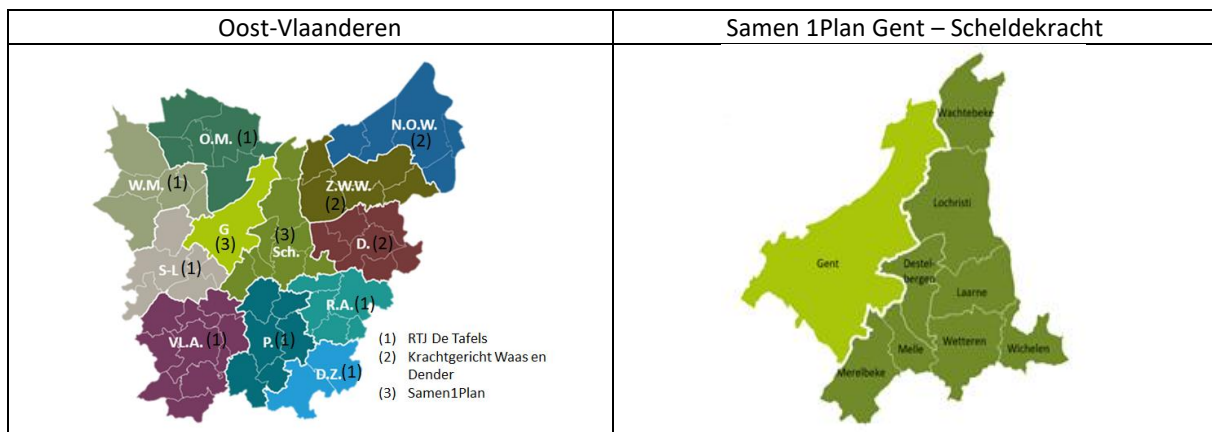 Oost-Vlaanderen
Samen 1Plan Gent – Scheldekracht
O.M. (1)
N.O.W.
(2)
W.M. (1)
Z.W.W.
(2)
G
(3)
(3)
Sch.
D. (2)
S-L (1)
R.A. (1)
VI.A. (1)
P. (1)
D.Z. (1)
(1) RTJ De Tafels
(2) Krachtgericht Waas en
Dender
(3) Samen1Plan
Wachtebeke
Lochristi
Gent
Destel-
bergen
Laarne
Melle
Wetteren
Wichelen
Merelbeke